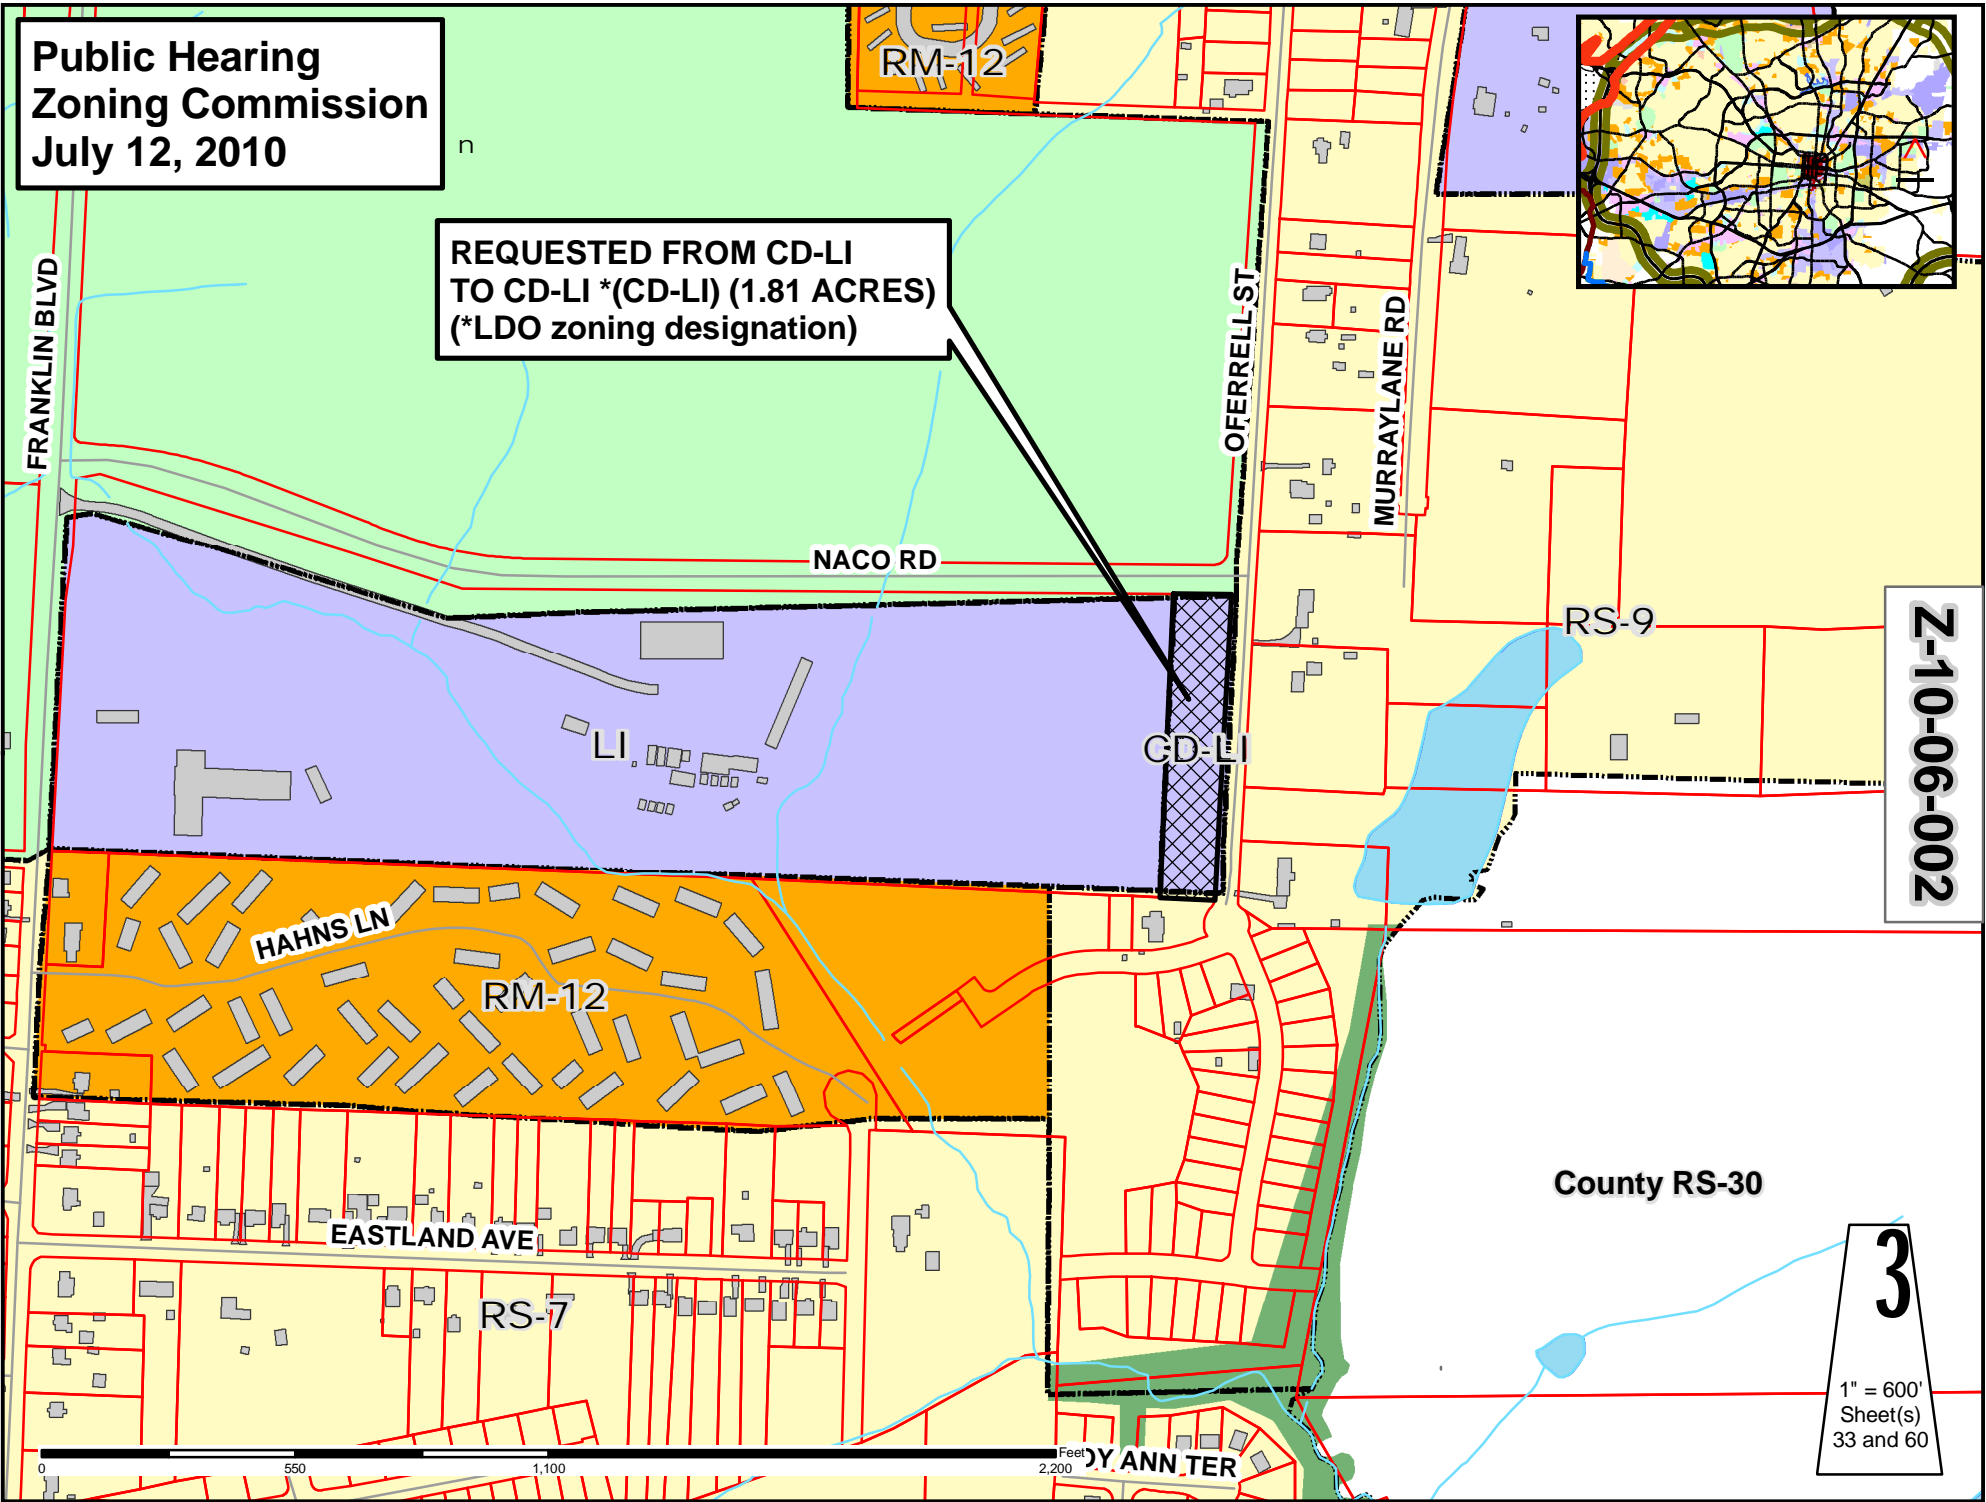 Public Hearing
Zoning Commission
July 12, 2010
n
RM-12
REQUESTED FROM CD-LI
TO CD-LI *(CD-LI) (1.81 ACRES)
(*LDO zoning designation)
FRANKLIN BLVD
OFERRELL ST
MURRAYLANE RD
NACO RD
RS-9
Z-10-06-002
LI
CD-LI
HAHNS LN
RM-12
County RS-30
EASTLAND AVE
RS-7
3
1" = 600'
Sheet(s)
33 and 60
0 550 1,100 2,200 Feet
DY ANN TER